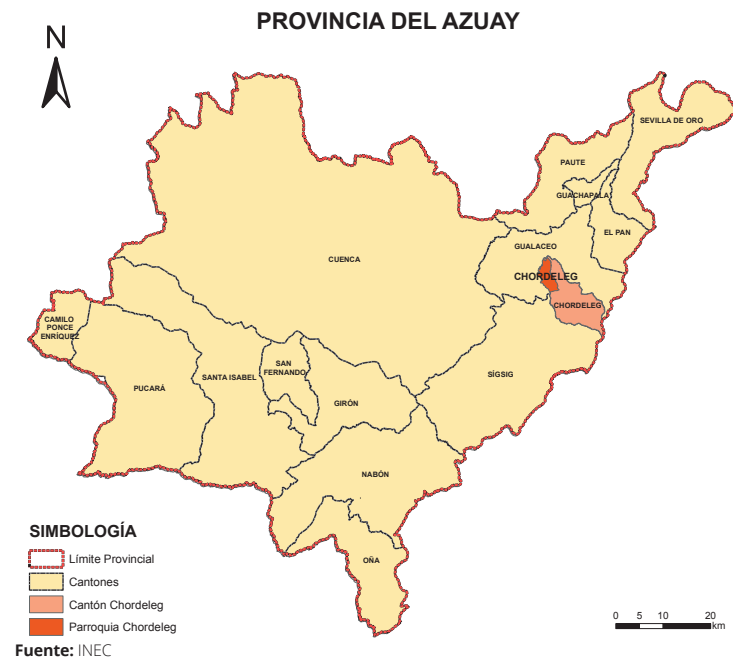 PROVINCIA DEL AZUAY
N
SEVILLA DE ORO
PAUTE
GUACHAPALA
EL PAN
GUALACEO
CUENCA
CHORDELEG
CHORDELEG
CAMILO
PONCE
ENRÍQUEZ
SAN
FERNANDO
SANTA ISABEL
PUCARÁ
SÍGSIG
GIRÓN
NABÓN
OÑA
SIMBOLOGÍA
Límite Provincial
Cantones
Cantón Chordeleg
Parroquia Chordeleg
0 5 10 20
km
Fuente: INEC